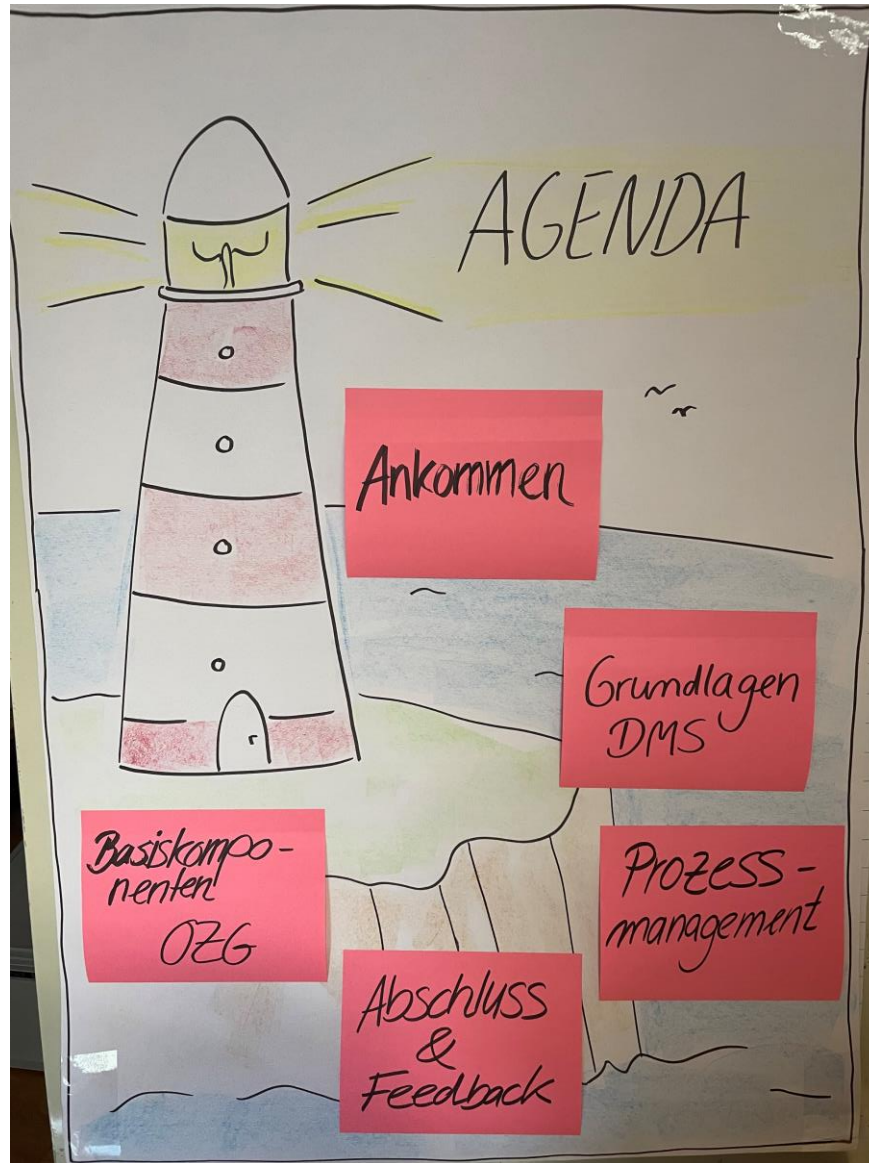 AGENDA
Ankommen
Grundlagen
DMS
Prozess-
management
Basiskompo-
nenten
OZG
Abschluss
&
Feedback